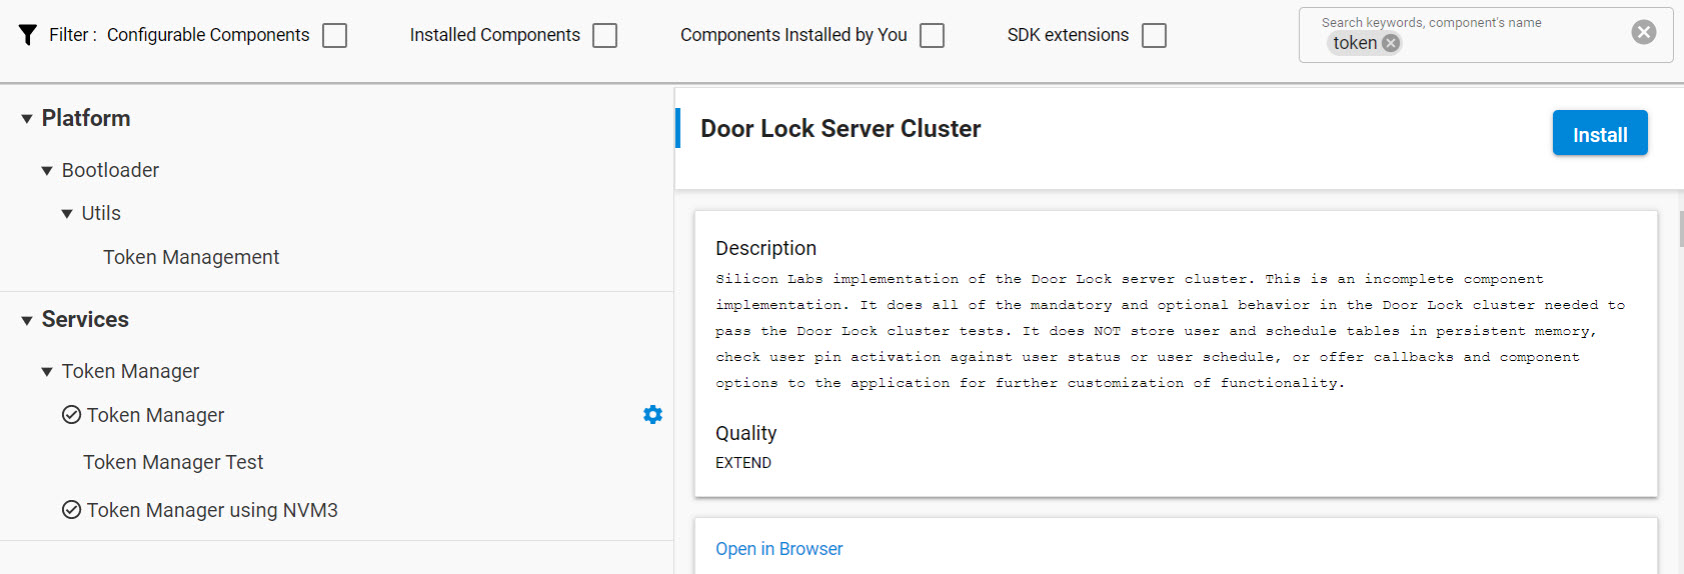 Filter : Configurable Components Installed Components Components Installed by You SDK extensions
Search keywords, component's name
token
Platform
Bootloader
Utils
Token Management
Services
Token Manager
Token Manager
Token Manager Test
Token Manager using NVM3
Door Lock Server Cluster
Install
Description
Silicon Labs implementation of the Door Lock server cluster. This is an incomplete component
implementation. It does all of the mandatory and optional behavior in the Door Lock cluster needed to
pass the Door Lock cluster tests. It does NOT store user and schedule tables in persistent memory,
check user pin activation against user status or user schedule, or offer callbacks and component
options to the application for further customization of functionality.
Quality
EXTEND
Open in Browser